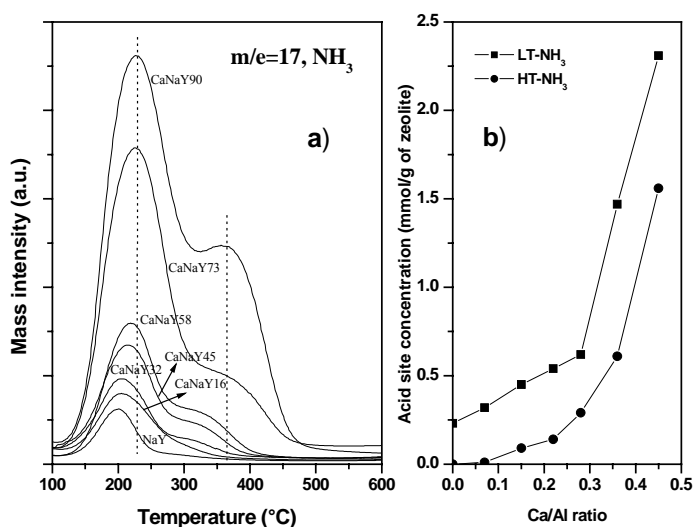 m/e=17, NH3
a)
CaNaY90
CaNaY73
CaNaY58
CaNaY45
CaNaY32
CaNaY16
NaY
Mass intensity (a.u.)
100 200 300 400 500 600
Temperature (°C)
LT-NH3
HT-NH3
b)
Acid site concentration (mmol/g of zeolite)
2.5
2.0
1.5
1.0
0.5
0.0
0.0 0.1 0.2 0.3 0.4 0.5
Ca/Al ratio